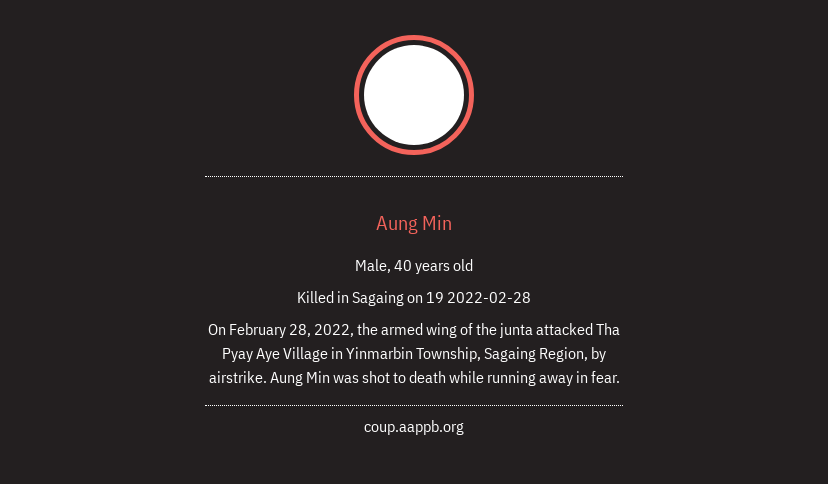 Aung Min
Male, 40 years old
Killed in Sagaing on 19 2022-02-28
On February 28, 2022, the armed wing of the junta attacked Tha
Pyay Aye Village in Yinmarbin Township, Sagaing Region, by
airstrike. Aung Min was shot to death while running away in fear.
coup.aappb.org